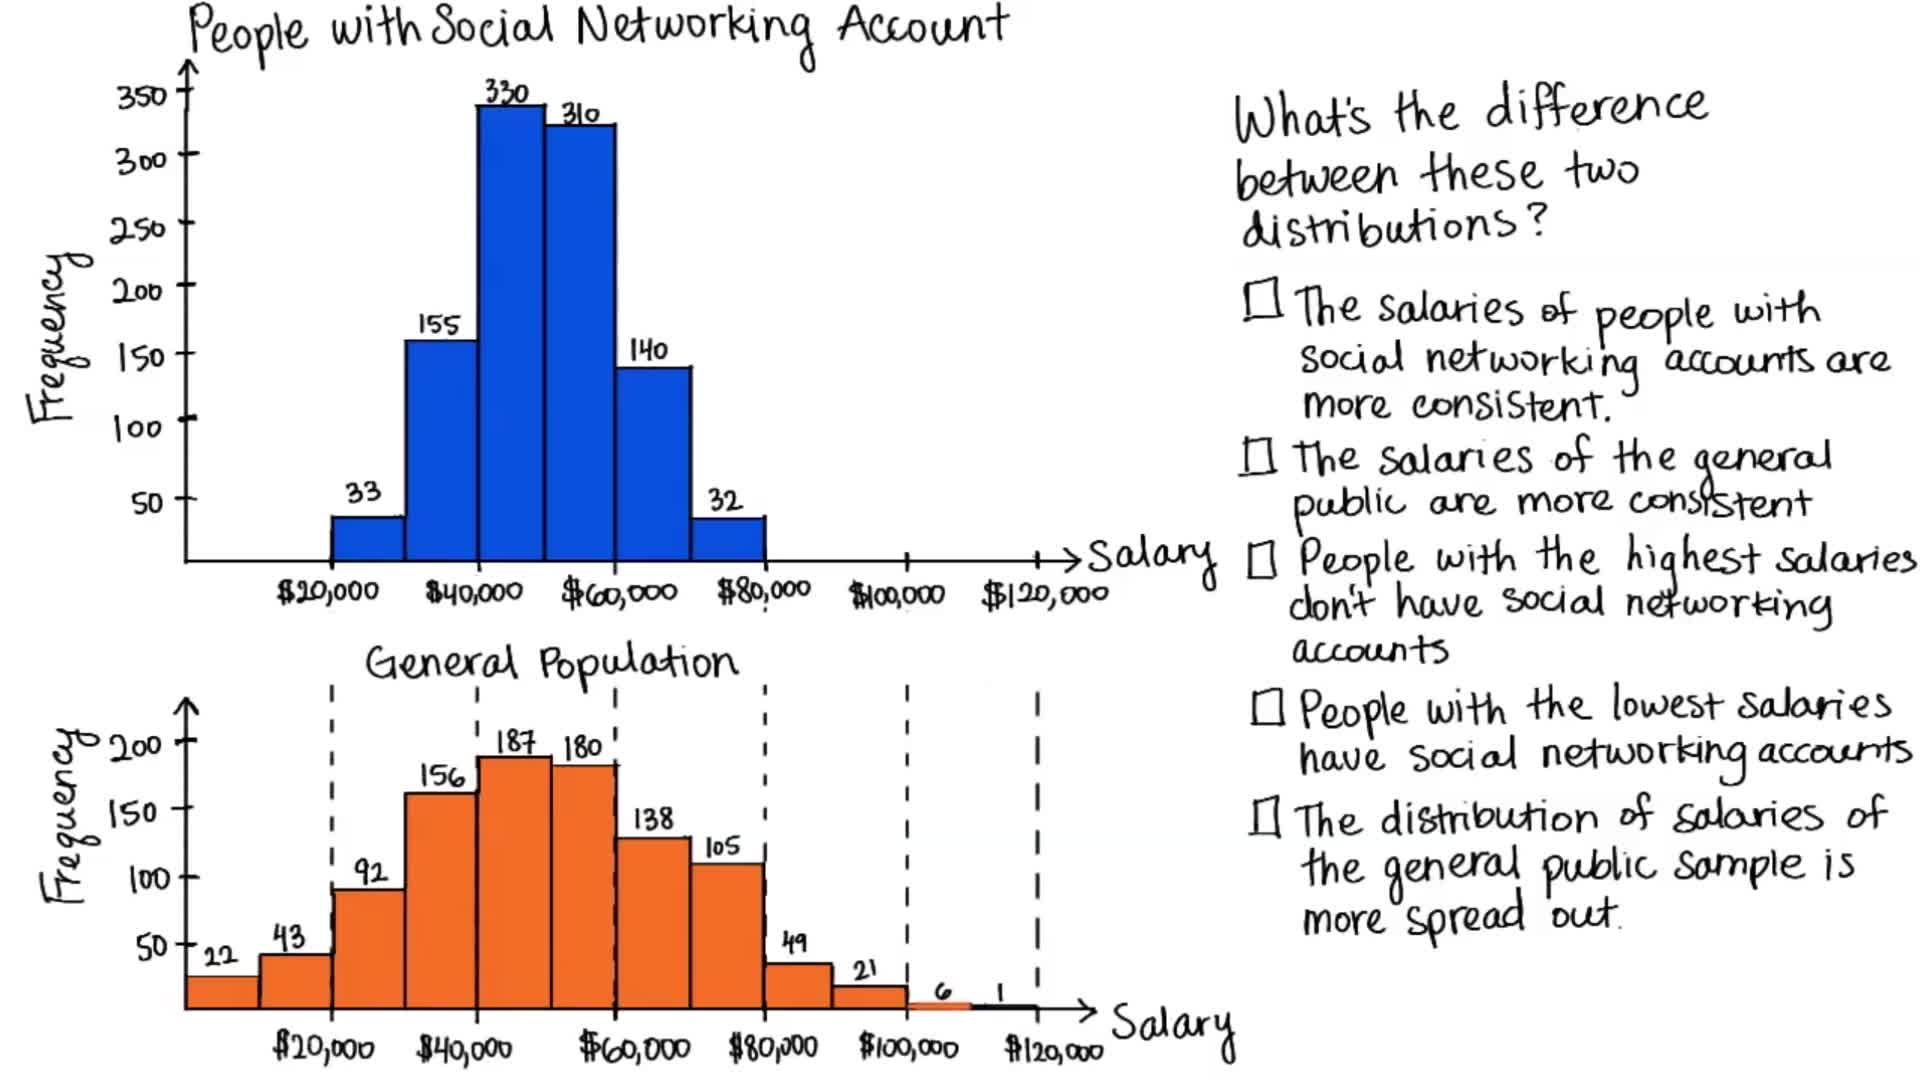 People with Social Networking Account
Frequency
350
300
250
200
150
100
50
33
155
330
310
140
32
Salary
$20,000 $40,000 $60,000 $80,000 $100,000 $120,000
General Population
Frequency
200
150
100
50
22
43
92
156
187
180
138
105
49
21
6
1
Salary
$20,000 $40,000 $60,000 $80,000 $100,000 $120,000
What's the difference
between these two
distributions?
The salaries of people with
social networking accounts are
more consistent.
The salaries of the general
public are more consistent
People with the highest salaries
don't have social networking
accounts
People with the lowest salaries
have social networking accounts
The distribution of salaries of
the general public sample is
more spread out.